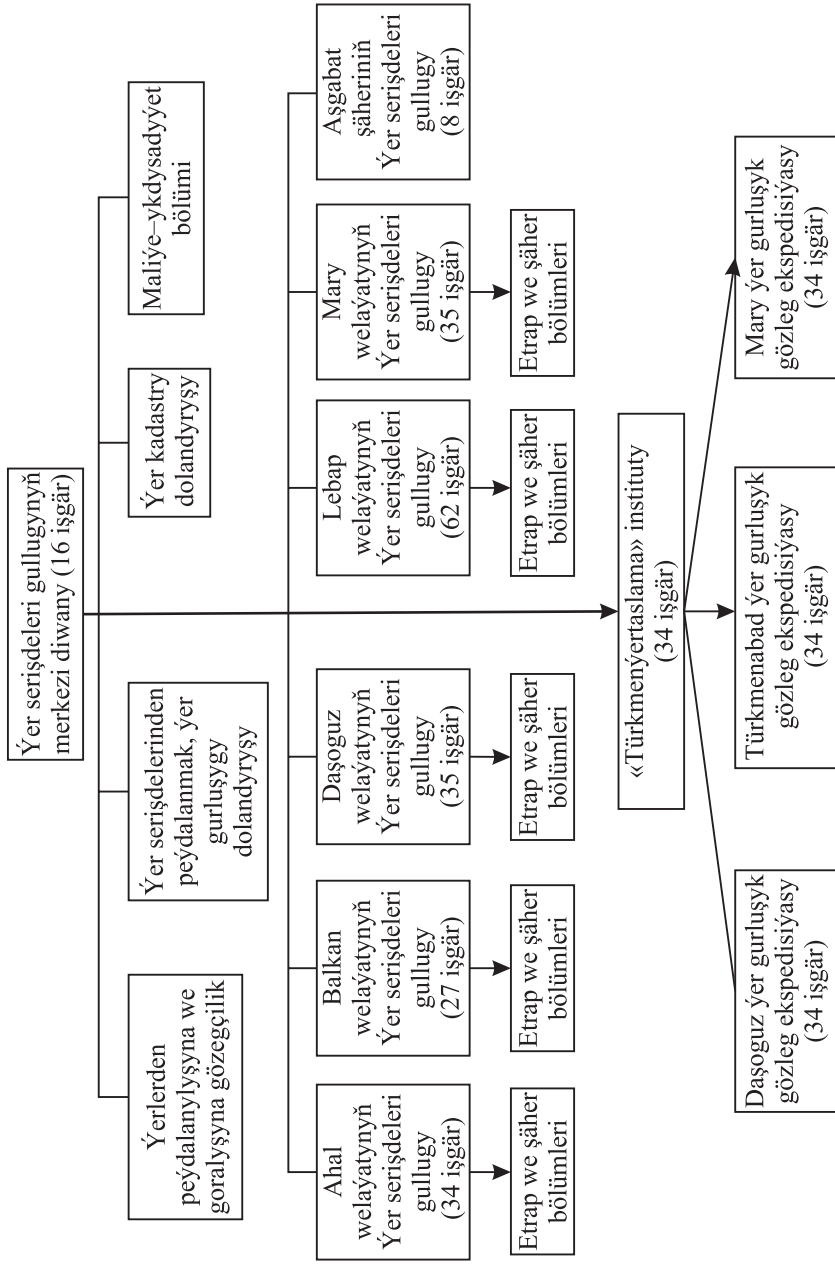 Ýer serişdeleri gullugynyň
merkezi diwany (16 işgär)
Ýerlerden
peýdalanylyşyna we
goralyşyna gözegçilik
Ýer serişdelerinden
peýdalanmak, ýer
gurluşygy
dolandyryşy
Ýer kadastry
dolandyryşy
Maliýe–ykdysadyýet
bölümi
Ahal
welaýatynyň
Ýer serişdeleri
gullugy
(34 işgär)
Balkan
welaýatynyň
Ýer serişdeleri
gullugy
(27 işgär)
Daşoguz
welaýatynyň
Ýer serişdeleri
gullugy
(35 işgär)
Lebap
welaýatynyň
Ýer serişdeleri
gullugy
(62 işgär)
Mary
welaýatynyň
Ýer serişdeleri
gullugy
(35 işgär)
Aşgabat
şäheriniň
Ýer serişdeleri
gullugy
(8 işgär)
Etrap we şäher
bölümleri
Etrap we şäher
bölümleri
Etrap we şäher
bölümleri
Etrap we şäher
bölümleri
Etrap we şäher
bölümleri
«Türkmenýertaslama» instituty
(34 işgär)
Daşoguz ýer gurluşyk
gözleg ekspedisiýasy
(34 işgär)
Türkmenabad ýer gurluşyk
gözleg ekspedisiýasy
(34 işgär)
Mary ýer gurluşyk
gözleg ekspedisiýasy
(34 işgär)